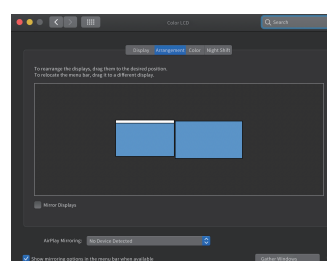 Color LCD
Search
Display Arrangement Color Night Shift
To rearrange the displays, drag them to the desired position.
To relocate the menu bar, drag it to a different display.
Mirror Displays
AirPlay Mirroring: No Device Detected
Show mirroring options in the menu bar when available
Gather Windows